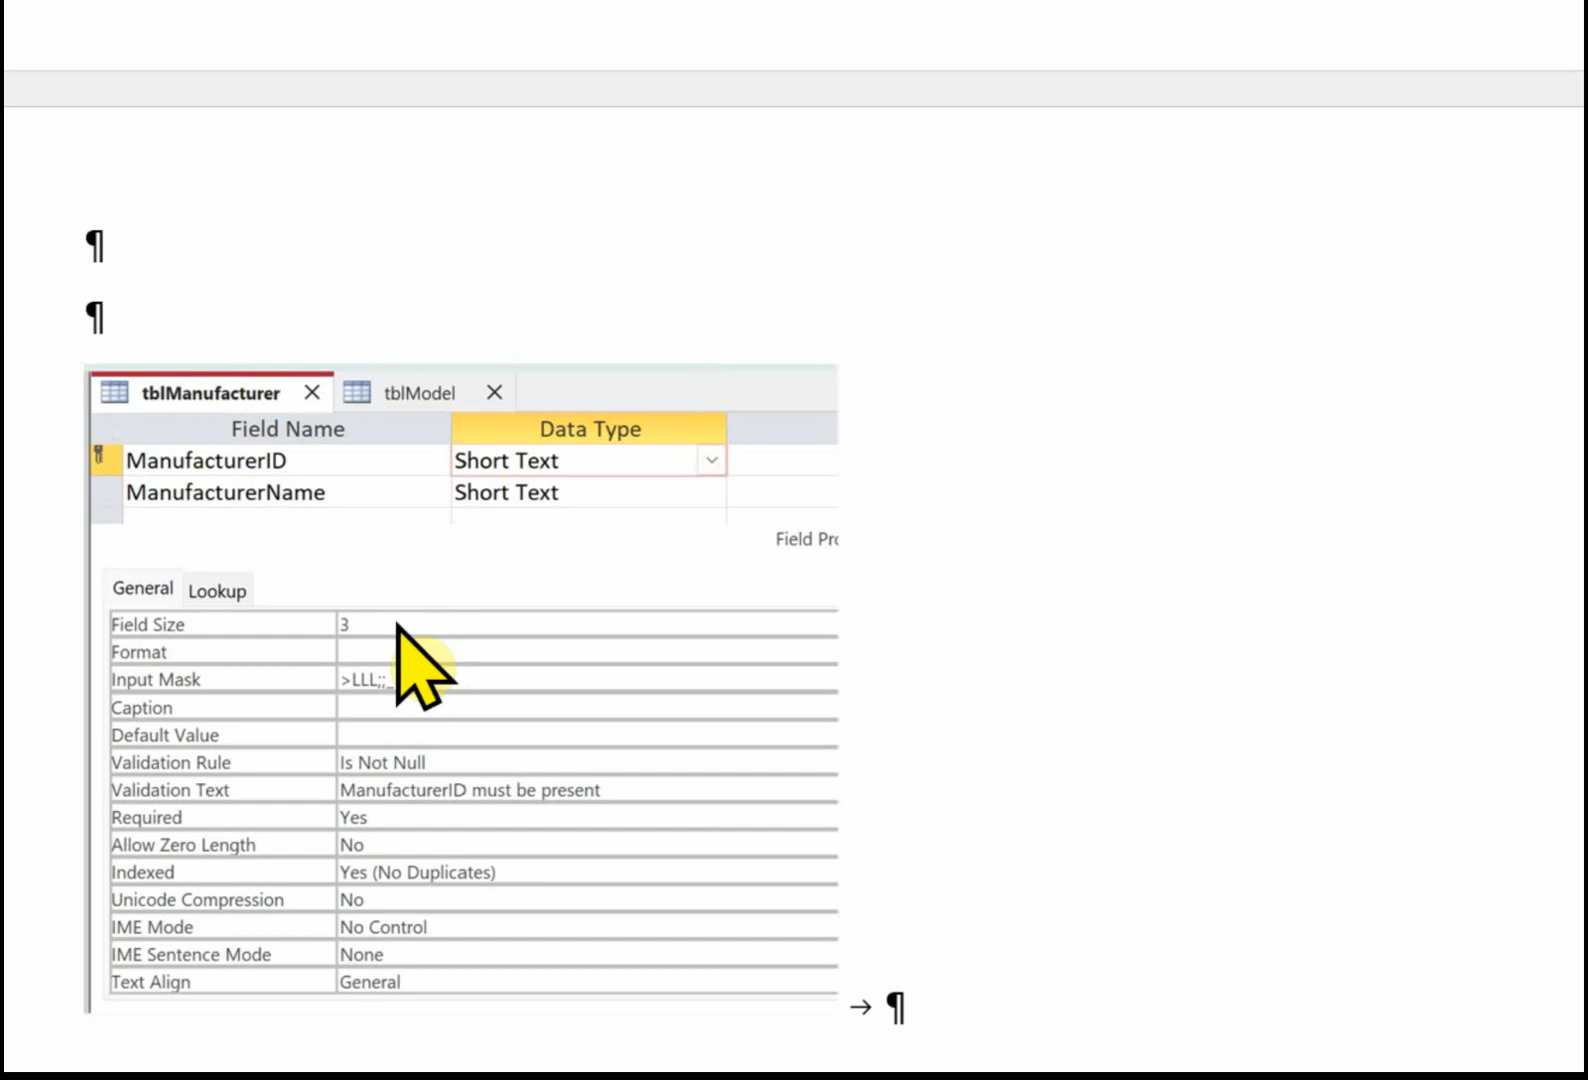 ¶
¶
tblManufacturer tblModel
Field Name Data Type
ManufacturerID Short Text
ManufacturerName Short Text
Field Pro
General Lookup
Field Size 3
Format
Input Mask >LLL;;_
Caption
Default Value
Validation Rule Is Not Null
Validation Text ManufacturerID must be present
Required Yes
Allow Zero Length No
Indexed Yes (No Duplicates)
Unicode Compression No
IME Mode No Control
IME Sentence Mode None
Text Align General
→ ¶